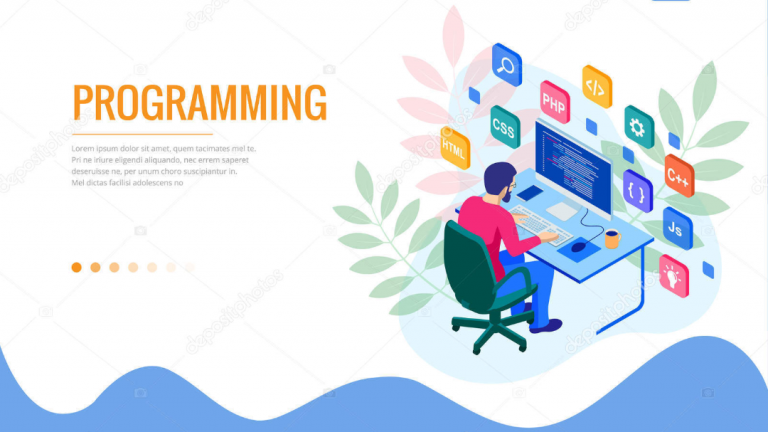 PROGRAMMING
Lorem ipsum dolor sit amet, quem tacimates mel te.
Pri ne iriure eligendi aliquando, nec errem saperet
deseruisse ne, per unum choro suscipiantur in.
Mel dictas facilisi adolescens no
PHP
</>
CSS
HTML
C++
{ }
Js
depositphotos